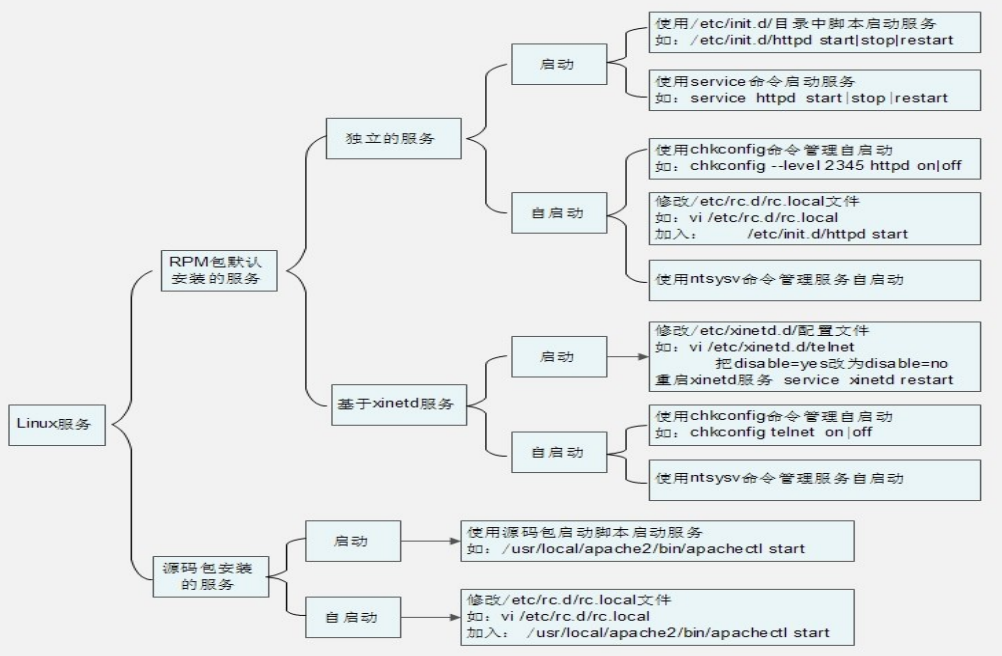 使用/etc/init.d/目录中脚本启动服务
如：/etc/init.d/httpd start|stop|restart
启动
使用service命令启动服务
如：service httpd start|stop|restart
独立的服务
使用chkconfig命令管理自启动
如：chkconfig --level 2345 httpd on|off
自启动
修改/etc/rc.d/rc.local文件
如：vi /etc/rc.d/rc.local
加入： /etc/init.d/httpd start
使用ntsysv命令管理服务自启动
RPM包默认
安装的服务
修改/etc/xinetd.d/配置文件
如：vi /etc/xinetd.d/telnet
把disable=yes改为disable=no
重启xinetd服务 service xinetd restart
启动
基于xinetd服务
使用chkconfig命令管理自启动
如：chkconfig telnet on|off
自启动
使用ntsysv命令管理服务自启动
Linux服务
启动
使用源码包启动脚本启动服务
如：/usr/local/apache2/bin/apachectl start
源码包安装
的服务
自启动
修改/etc/rc.d/rc.local文件
如：vi /etc/rc.d/rc.local
加入： /usr/local/apache2/bin/apachectl start